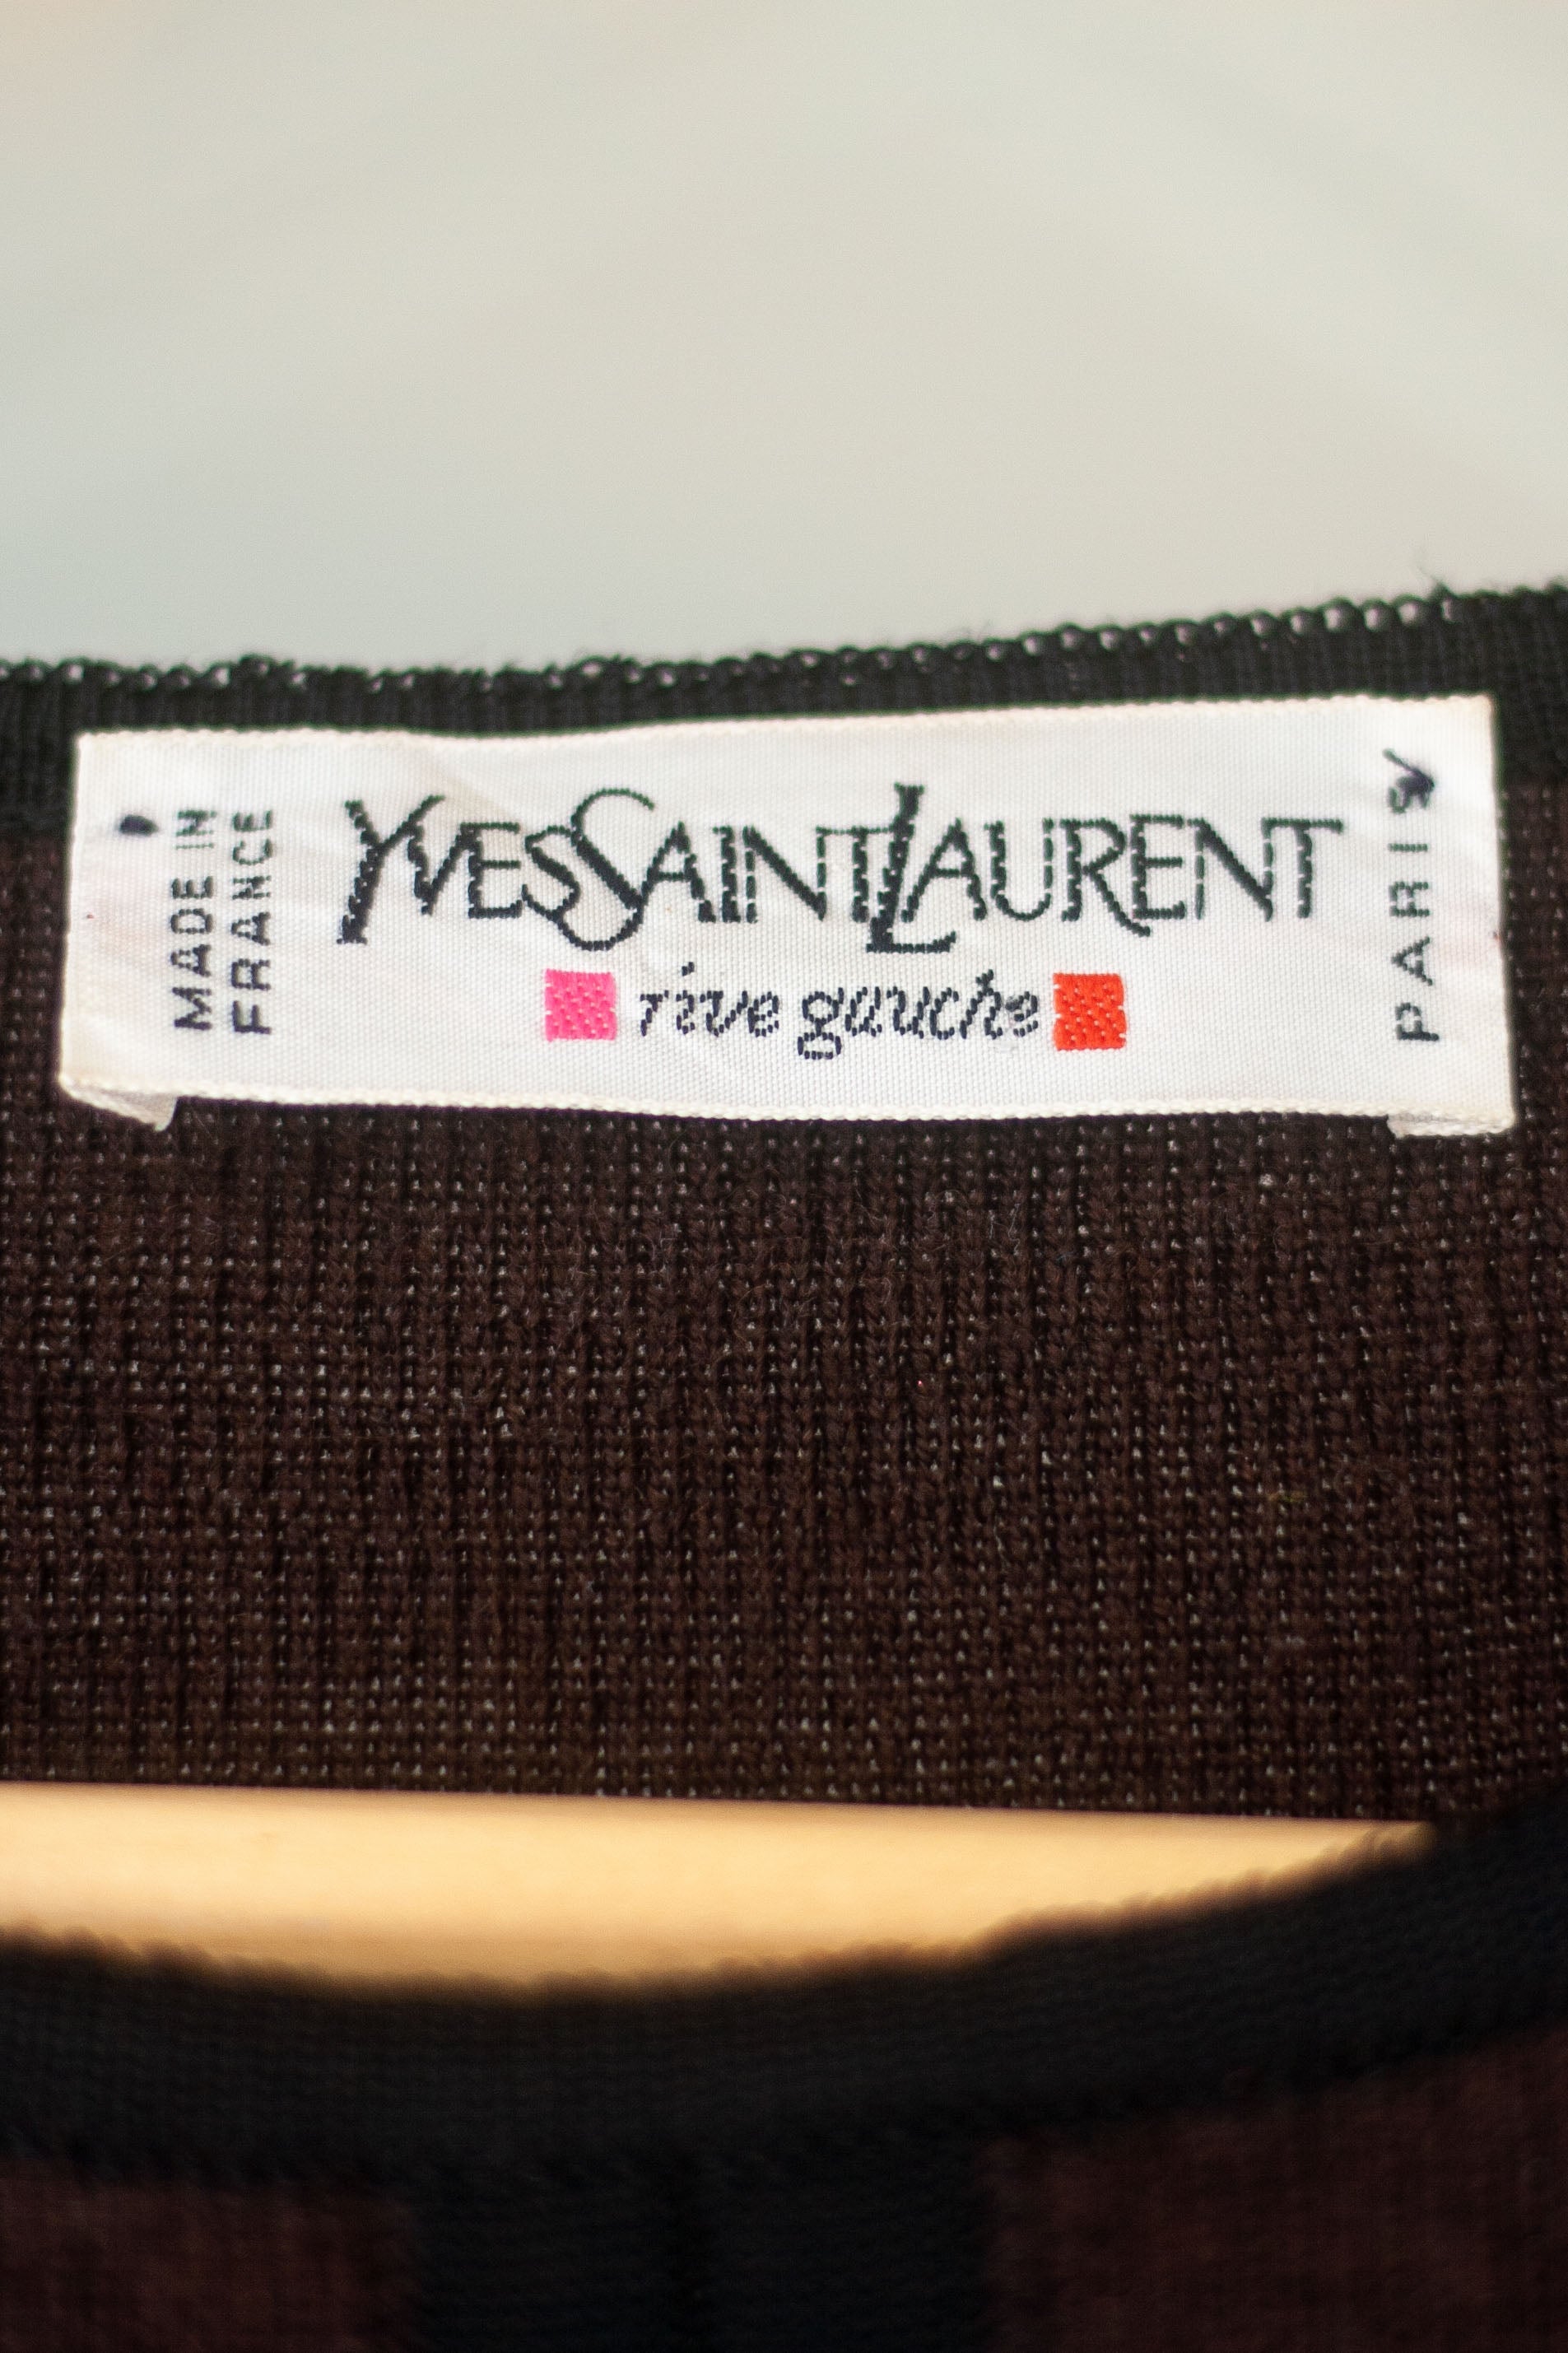 MADE IN
FRANCE
YVESSAINTLAURENT
rive gauche
PARIS